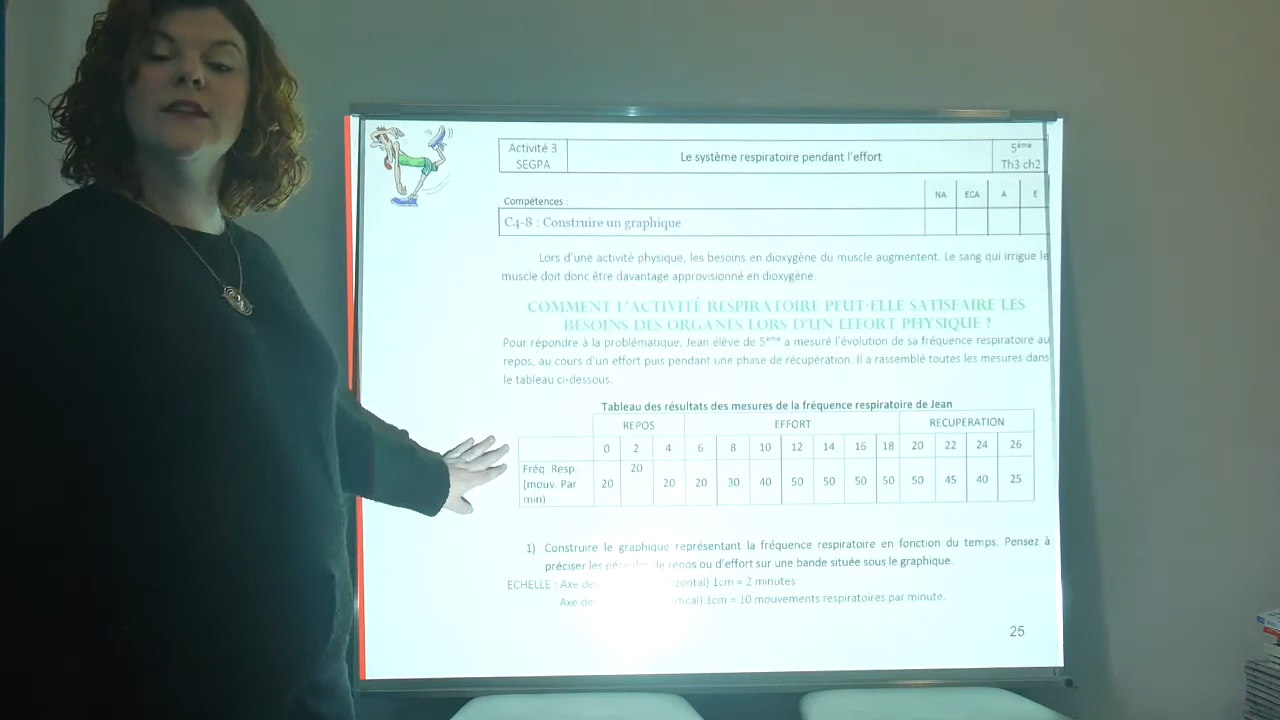 Activité 3
SEGPA
Le système respiratoire pendant l'effort
5ème
Th3 ch2
Compétences :
NA ECA A E
C4-8 : Construire un graphique
Lors d'une activité physique, les besoins en dioxygène du muscle augmentent. Le sang qui irrigue le
muscle doit donc être davantage approvisionné en dioxygène.
COMMENT L'ACTIVITÉ RESPIRATOIRE PEUT-ELLE SATISFAIRE LES
BESOINS DES ORGANES LORS D'UN EFFORT PHYSIQUE ?
Pour répondre à la problématique, Jean élève de 5ème a mesuré l'évolution de sa fréquence respiratoire au
repos, au cours d'un effort puis pendant une phase de récupération. Il a rassemblé toutes les mesures dans
le tableau ci-dessous.
Tableau des résultats des mesures de la fréquence respiratoire de Jean
REPOS EFFORT RECUPERATION
0 2 4 6 8 10 12 14 16 18 20 22 24 26
Fréq. Resp.
(mouv. Par
min)
20 20 20 20 30 40 50 50 50 50 50 45 40 25
1) Construire le graphique représentant la fréquence respiratoire en fonction du temps. Pensez à
préciser les périodes de repos ou d'effort sur une bande située sous le graphique.
ECHELLE : Axe 1cm = 2 minutes
Axe 1cm = 10 mouvements respiratoires par minute.
25